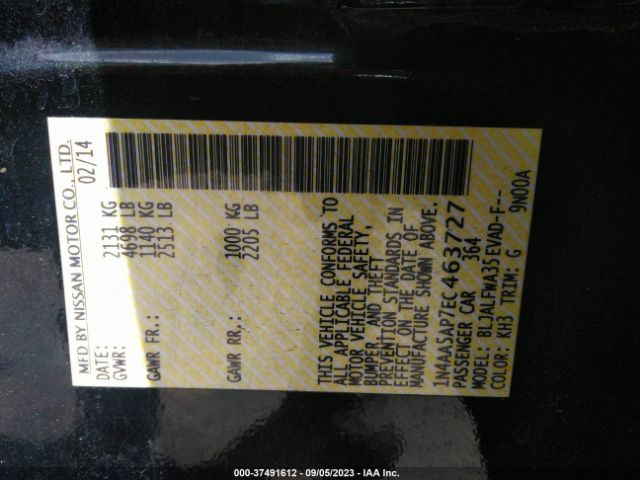 MFD BY NISSAN MOTOR CO., LTD.
DATE: 02/14
GVWR: 2131 KG
4698 LB
GAWR FR.: 1140 KG
2513 LB
GAWR RR.: 1000 KG
2205 LB
THIS VEHICLE CONFORMS TO
ALL APPLICABLE FEDERAL
MOTOR VEHICLE SAFETY,
BUMPER, AND THEFT
PREVENTION STANDARDS IN
EFFECT ON THE DATE OF
MANUFACTURE SHOWN ABOVE.
1N4AA5AP7EC463727
PASSENGER CAR 364
MODEL: BLJALFWA35EVAD-F--
COLOR: KH3 TRIM: G 9N00A
000-37491612 - 09/05/2023 - IAA Inc.